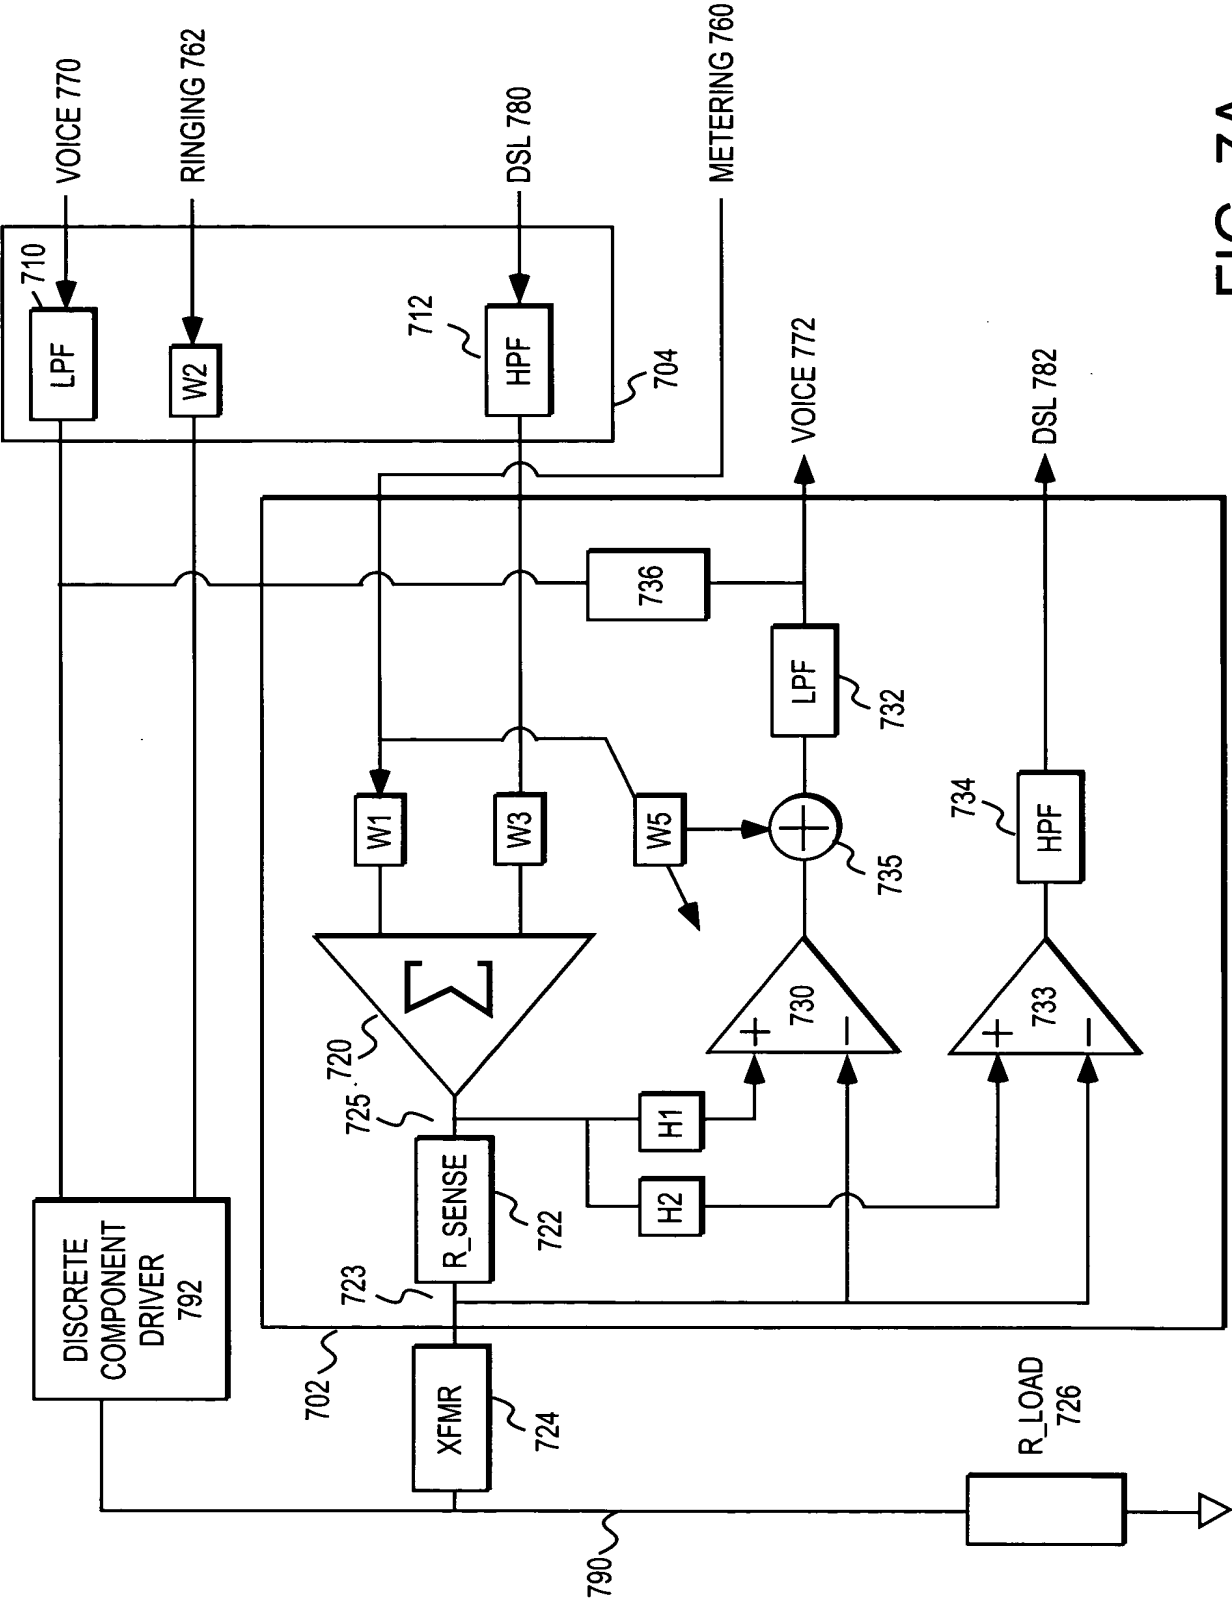 VOICE 770
RINGING 762
DSL 780
METERING 760
710
LPF
W2
712
HPF
704
VOICE 772
DSL 782
736
LPF
732
W1
W3
W5
735
734
HPF
Σ
720
+
730
−
+
733
−
725
H1
H2
R_SENSE
722
723
DISCRETE
COMPONENT
DRIVER
792
702
XFMR
724
R_LOAD
726
790